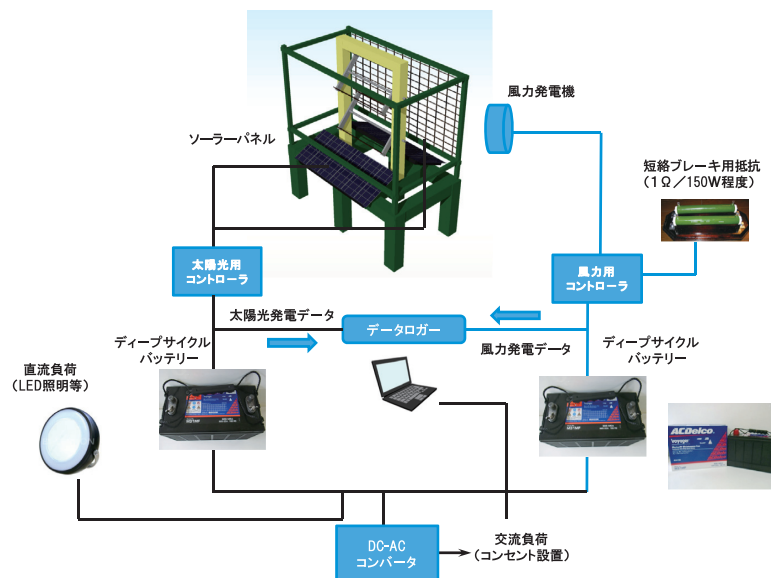 風力発電機
ソーラーパネル
短絡ブレーキ用抵抗
(1Ω/150W程度)
太陽光用
コントローラ
風力用
コントローラ
太陽光発電データ
データロガー
風力発電データ
ディープサイクル
バッテリー
ディープサイクル
バッテリー
直流負荷
(LED照明等)
ACDelco
Voyager
DC-AC
コンバータ
交流負荷
(コンセント設置)